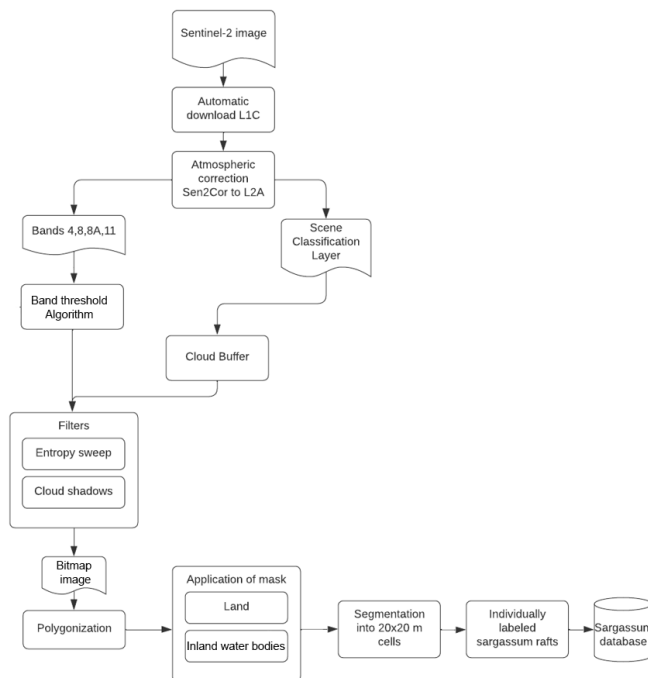 Sentinel-2 image
Automatic
download L1C
Atmospheric
correction
Sen2Cor to L2A
Bands 4,8,8A,11
Scene
Classification
Layer
Band threshold
Algorithm
Cloud Buffer
Filters
Entropy sweep
Cloud shadows
Bitmap
image
Polygonization
Application of mask
Land
Inland water bodies
Segmentation
into 20x20 m
cells
Individually
labeled
sargassum rafts
Sargassum
database